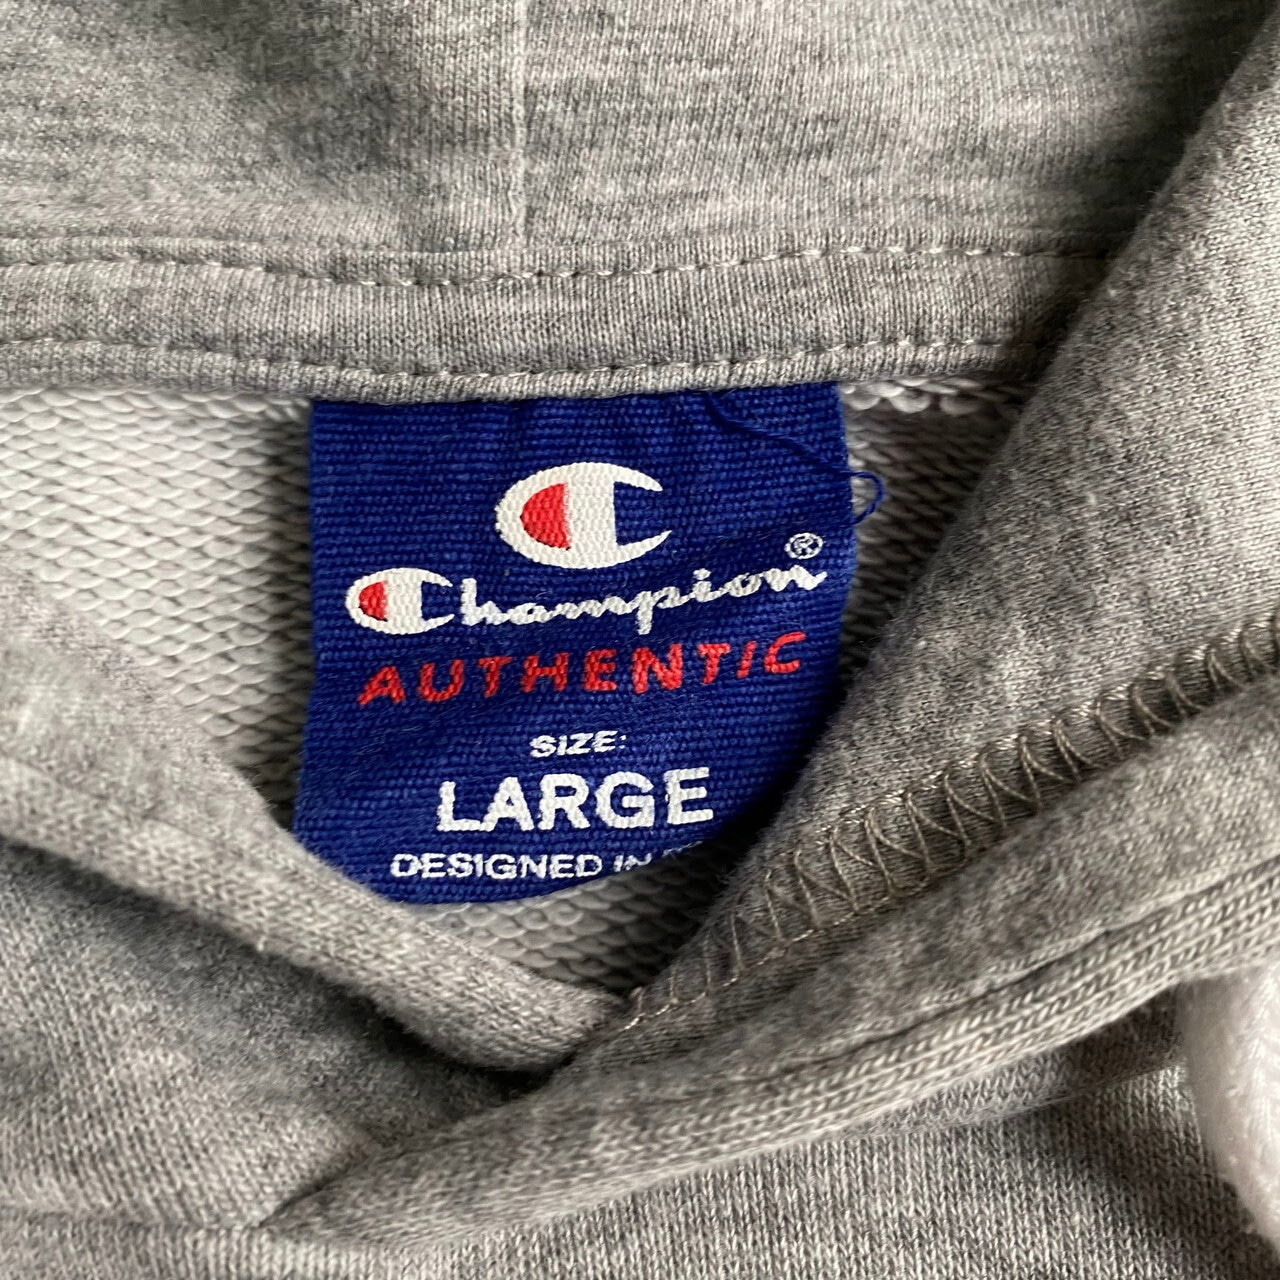 Champion®
AUTHENTIC
SIZE:
LARGE
DESIGNED IN